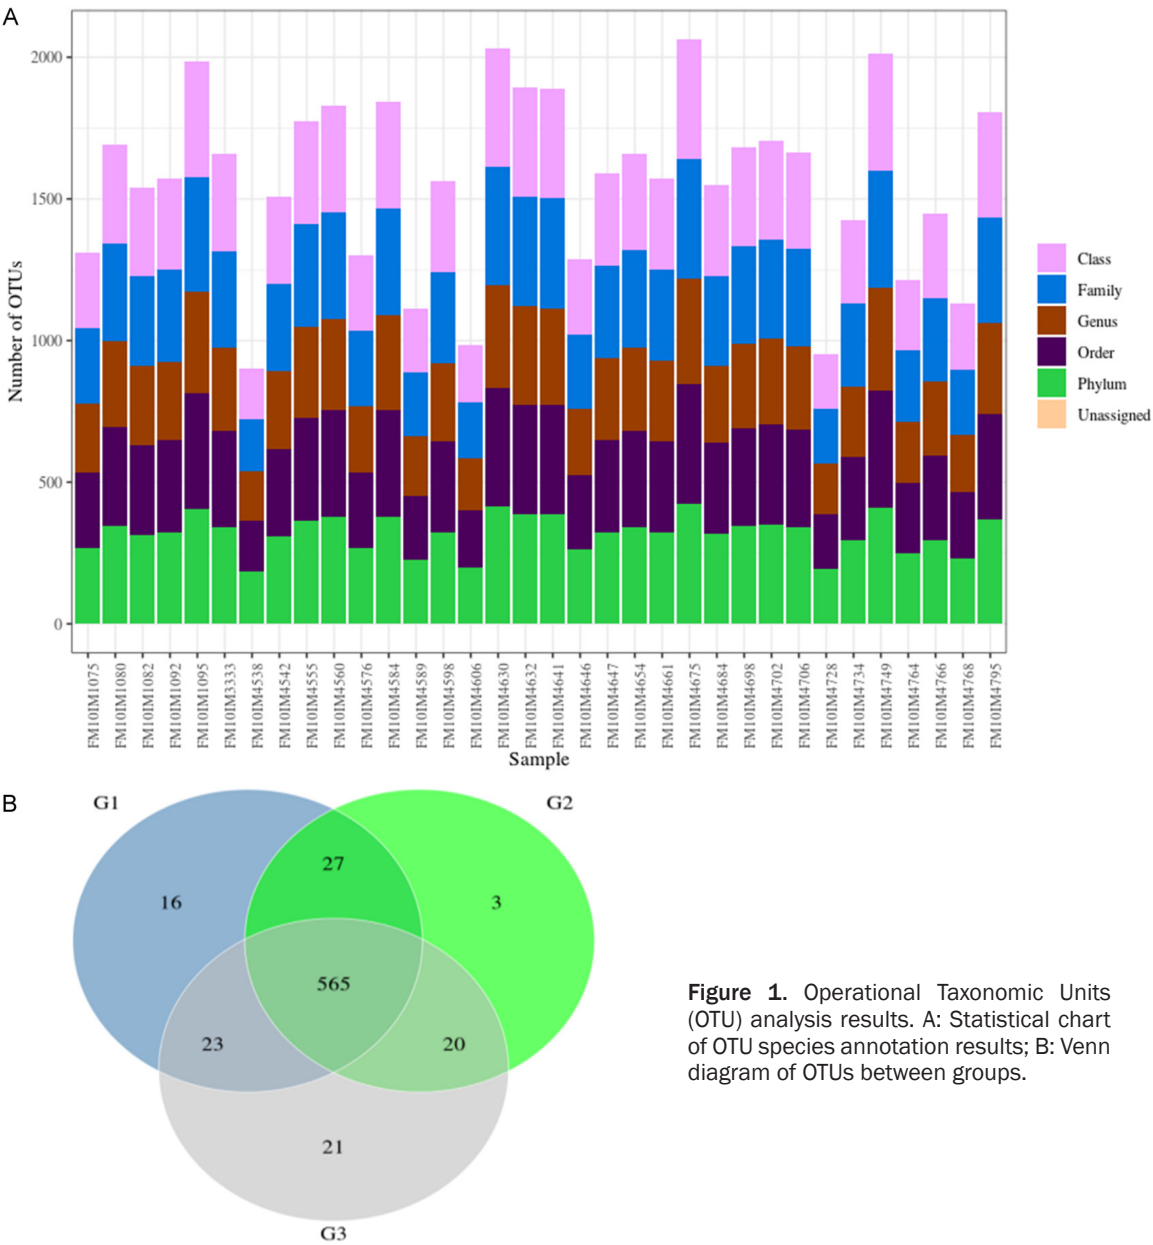 A
Number of OTUs
2000
1500
1000
500
0
FM10IM1075
FM10IM1080
FM10IM1082
FM10IM1092
FM10IM1095
FM10IM3333
FM10IM4538
FM10IM4542
FM10IM4555
FM10IM4560
FM10IM4576
FM10IM4584
FM10IM4589
FM10IM4598
FM10IM4606
FM10IM4630
FM10IM4632
FM10IM4641
FM10IM4646
FM10IM4647
FM10IM4654
FM10IM4661
FM10IM4675
FM10IM4684
FM10IM4698
FM10IM4702
FM10IM4706
FM10IM4728
FM10IM4734
FM10IM4749
FM10IM4764
FM10IM4766
FM10IM4768
FM10IM4795
Sample
Class
Family
Genus
Order
Phylum
Unassigned
B
G1
G2
27
16
3
565
23
20
21
G3
Figure 1. Operational Taxonomic Units
(OTU) analysis results. A: Statistical chart
of OTU species annotation results; B: Venn
diagram of OTUs between groups.